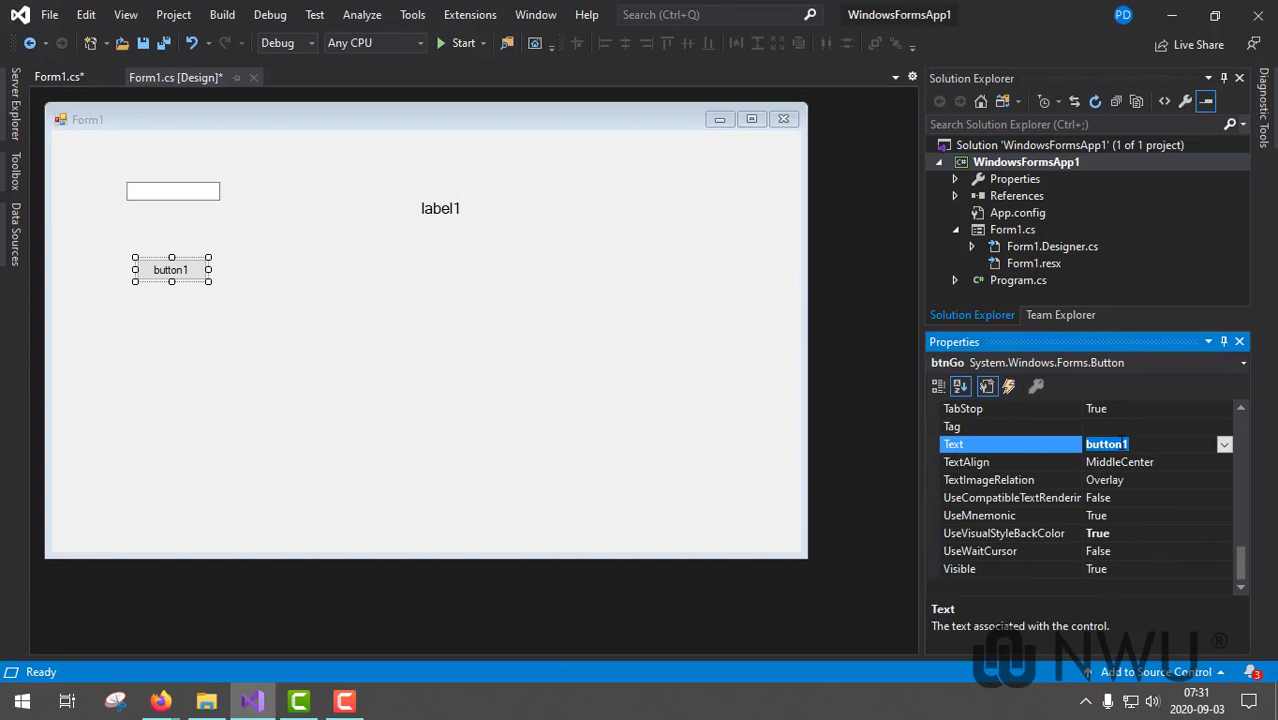 File Edit View Project Build Debug Test Analyze Tools Extensions Window Help Search (Ctrl+Q) WindowsFormsApp1 PD
Debug Any CPU Start Live Share
Form1.cs* Form1.cs [Design]* Solution Explorer
Server Explorer
Toolbox
Data Sources
Diagnostic Tools
Form1
label1
button1
Search Solution Explorer (Ctrl+;)
Solution 'WindowsFormsApp1' (1 of 1 project)
WindowsFormsApp1
Properties
References
App.config
Form1.cs
Form1.Designer.cs
Form1.resx
C# Program.cs
Solution Explorer Team Explorer
Properties
btnGo System.Windows.Forms.Button
TabStop True
Tag
Text button1
TextAlign MiddleCenter
TextImageRelation Overlay
UseCompatibleTextRenderin False
UseMnemonic True
UseVisualStyleBackColor True
UseWaitCursor False
Visible True
Text
The text associated with the control.
NWU ®
Ready Add to Source Control 3
07:31
2020-09-03